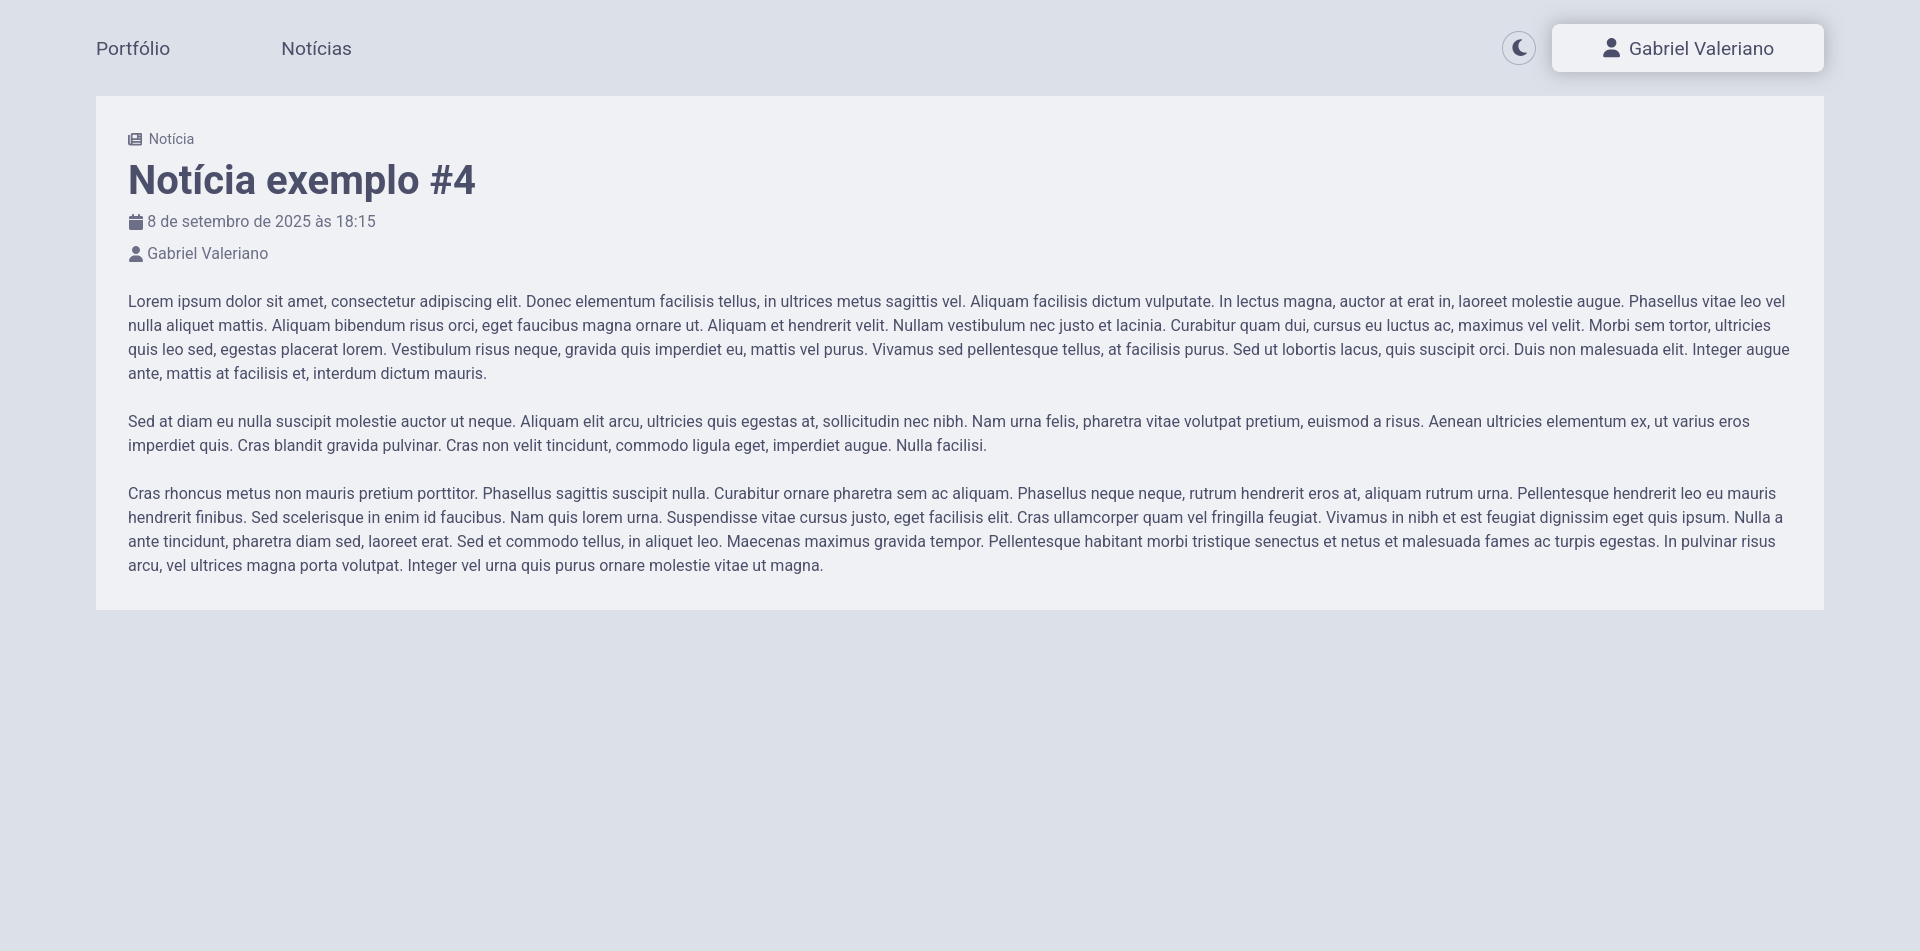 Portfólio
Notícias
Gabriel Valeriano
Notícia
Notícia exemplo #4
8 de setembro de 2025 às 18:15
Gabriel Valeriano
Lorem ipsum dolor sit amet, consectetur adipiscing elit. Donec elementum facilisis tellus, in ultrices metus sagittis vel. Aliquam facilisis dictum vulputate. In lectus magna, auctor at erat in, laoreet molestie augue. Phasellus vitae leo vel
nulla aliquet mattis. Aliquam bibendum risus orci, eget faucibus magna ornare ut. Aliquam et hendrerit velit. Nullam vestibulum nec justo et lacinia. Curabitur quam dui, cursus eu luctus ac, maximus vel velit. Morbi sem tortor, ultricies
quis leo sed, egestas placerat lorem. Vestibulum risus neque, gravida quis imperdiet eu, mattis vel purus. Vivamus sed pellentesque tellus, at facilisis purus. Sed ut lobortis lacus, quis suscipit orci. Duis non malesuada elit. Integer augue
ante, mattis at facilisis et, interdum dictum mauris.
Sed at diam eu nulla suscipit molestie auctor ut neque. Aliquam elit arcu, ultricies quis egestas at, sollicitudin nec nibh. Nam urna felis, pharetra vitae volutpat pretium, euismod a risus. Aenean ultricies elementum ex, ut varius eros
imperdiet quis. Cras blandit gravida pulvinar. Cras non velit tincidunt, commodo ligula eget, imperdiet augue. Nulla facilisi.
Cras rhoncus metus non mauris pretium porttitor. Phasellus sagittis suscipit nulla. Curabitur ornare pharetra sem ac aliquam. Phasellus neque neque, rutrum hendrerit eros at, aliquam rutrum urna. Pellentesque hendrerit leo eu mauris
hendrerit finibus. Sed scelerisque in enim id faucibus. Nam quis lorem urna. Suspendisse vitae cursus justo, eget facilisis elit. Cras ullamcorper quam vel fringilla feugiat. Vivamus in nibh et est feugiat dignissim eget quis ipsum. Nulla a
ante tincidunt, pharetra diam sed, laoreet erat. Sed et commodo tellus, in aliquet leo. Maecenas maximus gravida tempor. Pellentesque habitant morbi tristique senectus et netus et malesuada fames ac turpis egestas. In pulvinar risus
arcu, vel ultrices magna porta volutpat. Integer vel urna quis purus ornare molestie vitae ut magna.